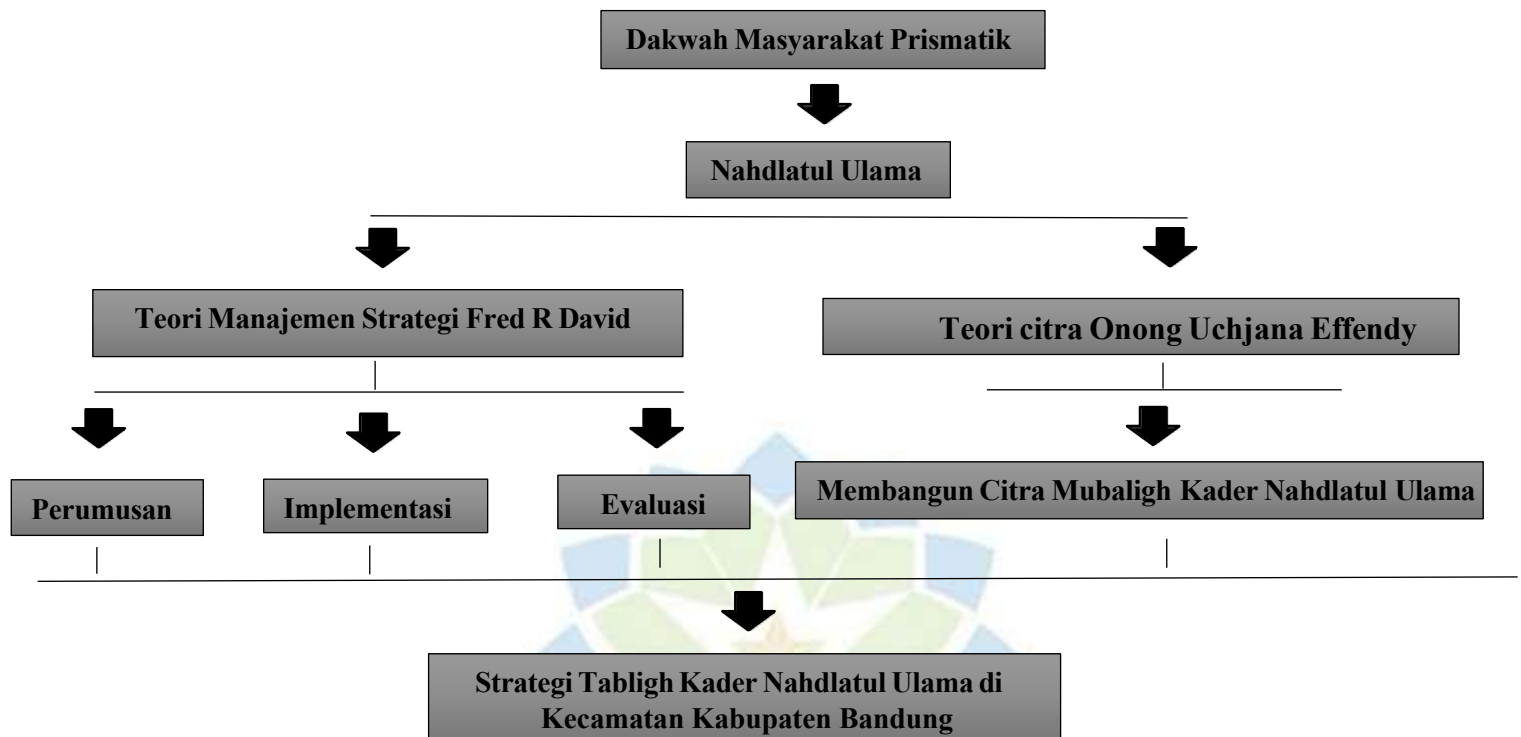 Dakwah Masyarakat Prismatik
Nahdlatul Ulama
Teori Manajemen Strategi Fred R David
Teori citra Onong Uchjana Effendy
Perumusan
Implementasi
Evaluasi
Membangun Citra Mubaligh Kader Nahdlatul Ulama
Strategi Tabligh Kader Nahdlatul Ulama di
Kecamatan Kabupaten Bandung